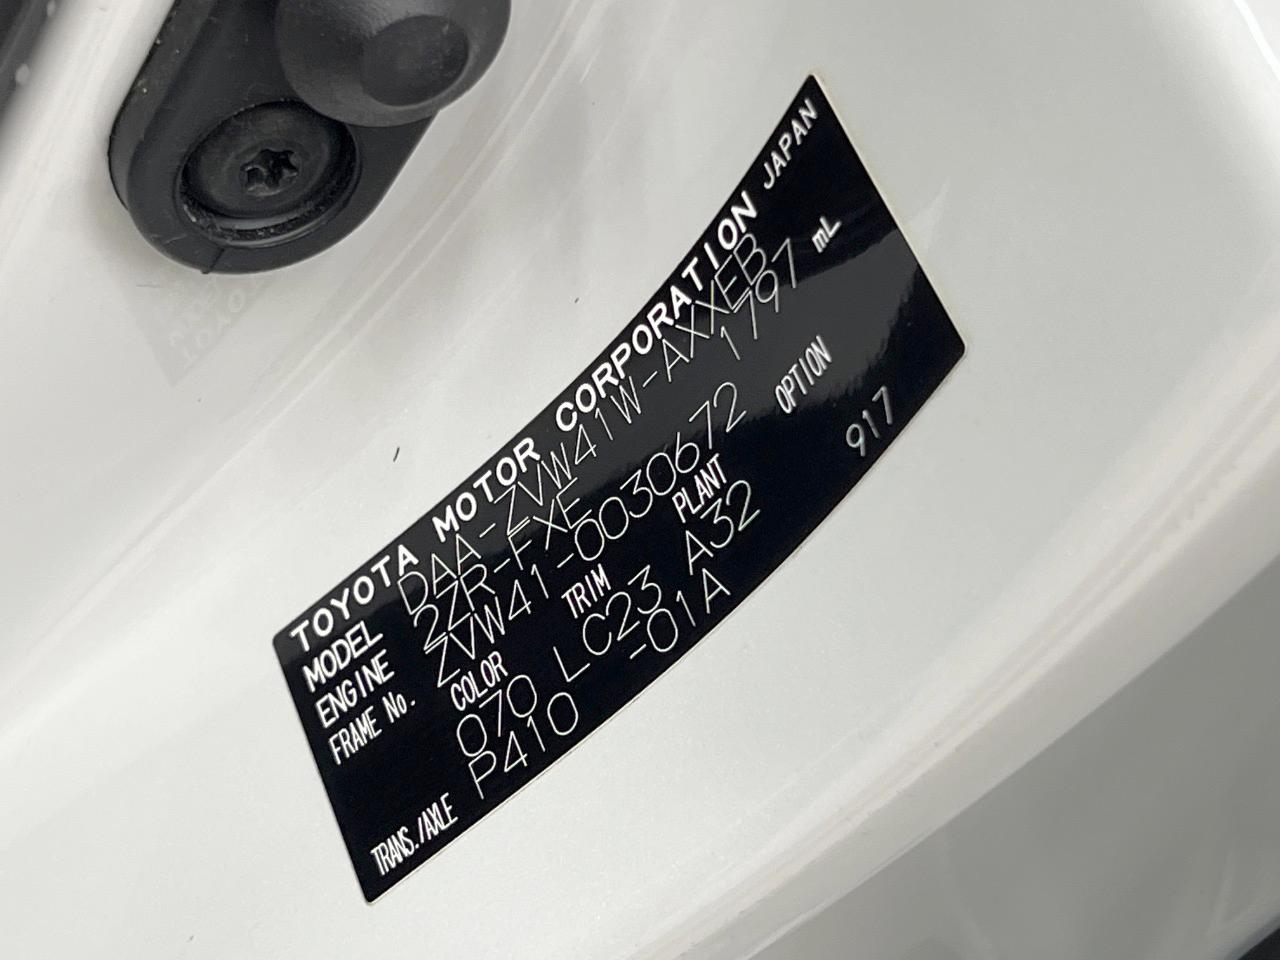 TOYOTA MOTOR CORPORATION JAPAN
MODEL DAA-ZVW41W-AXXEB
ENGINE 2ZR-FXE 1797 mL
FRAME No. ZVW41-0030672
COLOR TRIM PLANT OPTION
070 LC23 A32 917
TRANS./AXLE P410 -01A